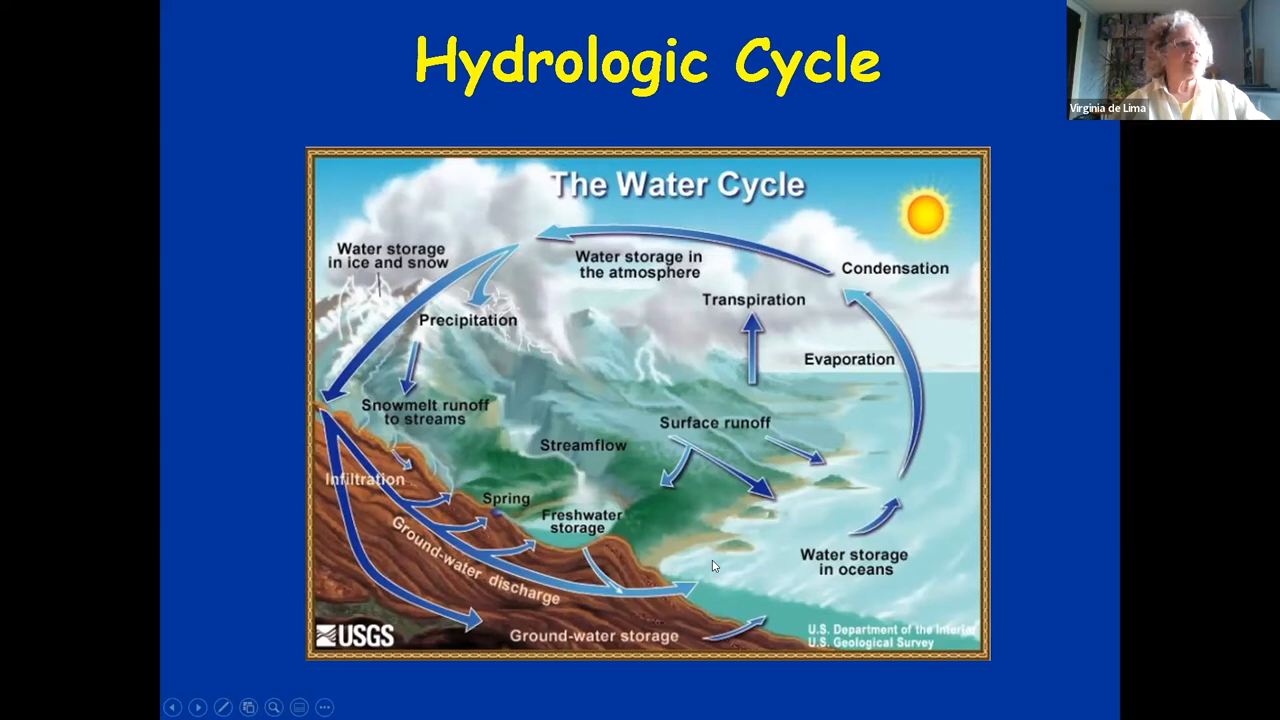 Hydrologic Cycle
Virginia de Lima
The Water Cycle
Water storage
in ice and snow
Water storage in
the atmosphere
Condensation
Transpiration
Precipitation
Evaporation
Snowmelt runoff
to streams
Surface runoff
Streamflow
Infiltration
Spring
Freshwater
storage
Ground-water discharge
Water storage
in oceans
Ground-water storage
USGS
U.S. Department of the Interior
U.S. Geological Survey